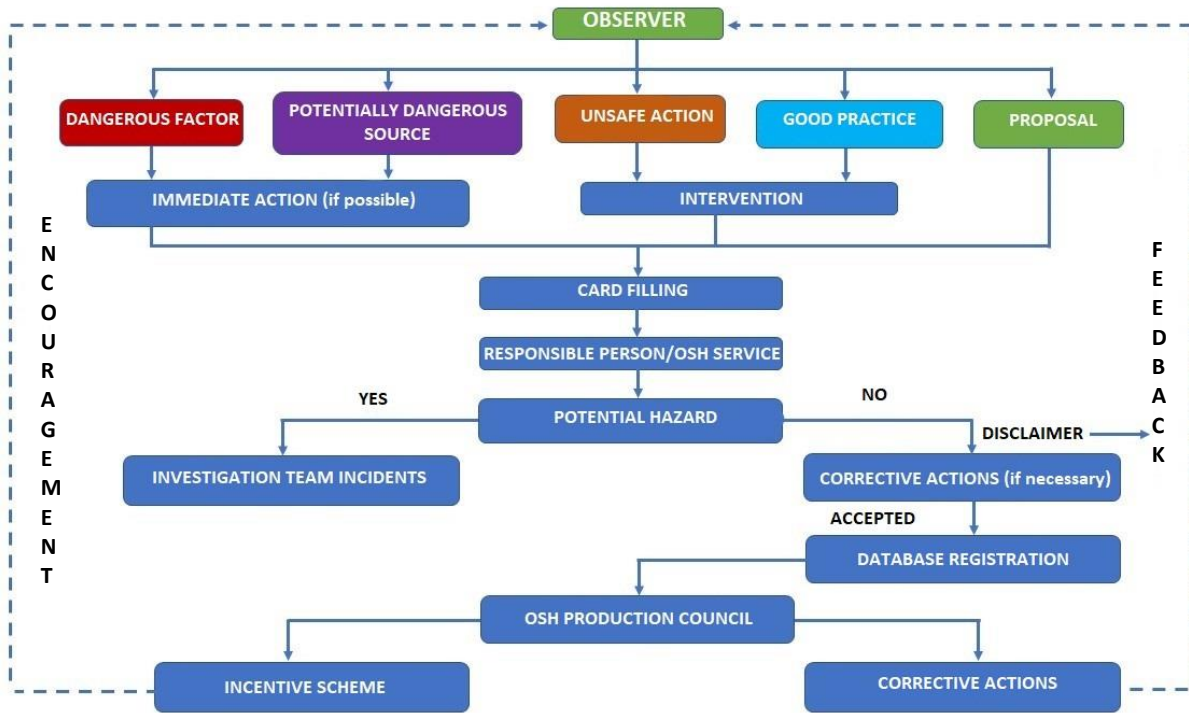 OBSERVER
DANGEROUS FACTOR
POTENTIALLY DANGEROUS
SOURCE
UNSAFE ACTION
GOOD PRACTICE
PROPOSAL
IMMEDIATE ACTION (if possible)
INTERVENTION
ENCOURAGEMENT
FEEDBACK
CARD FILLING
RESPONSIBLE PERSON/OSH SERVICE
YES
POTENTIAL HAZARD
NO
DISCLAIMER
INVESTIGATION TEAM INCIDENTS
CORRECTIVE ACTIONS (if necessary)
ACCEPTED
DATABASE REGISTRATION
OSH PRODUCTION COUNCIL
INCENTIVE SCHEME
CORRECTIVE ACTIONS